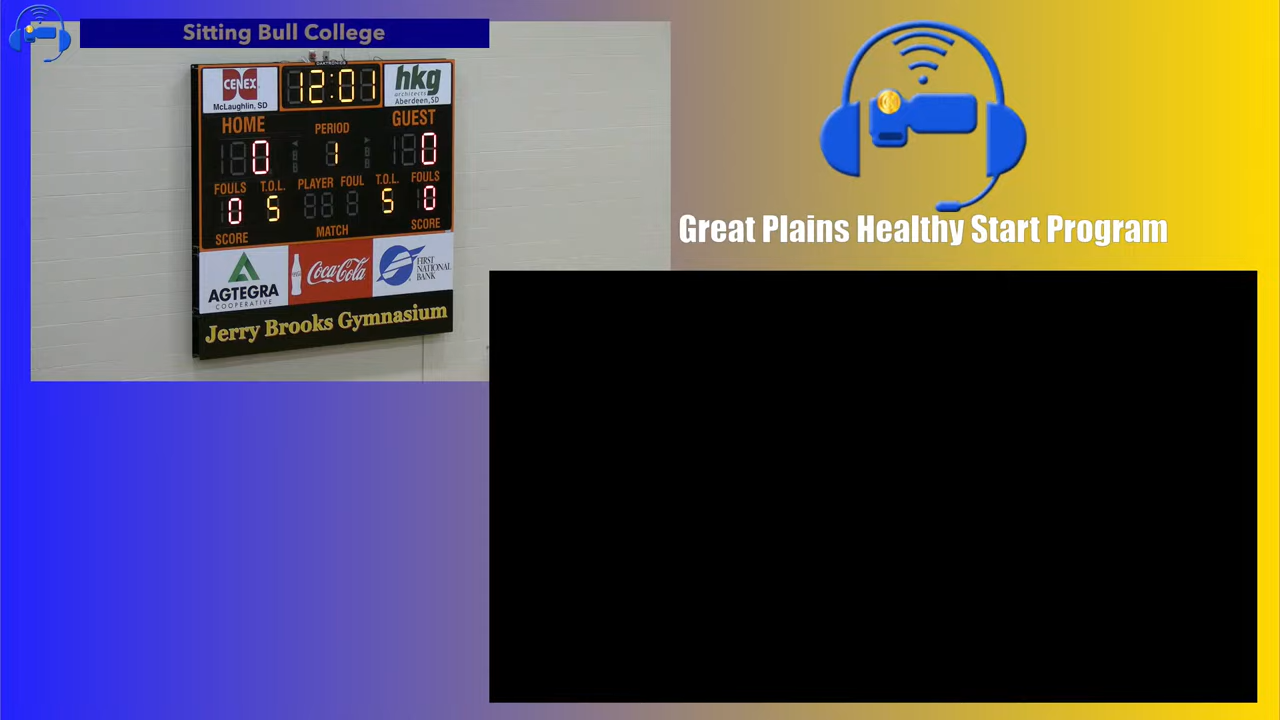 Sitting Bull College
CENEX
McLaughlin, SD
12:01
hkg
architects
Aberdeen, SD
DAKTRONICS
HOME
PERIOD
GUEST
0
1
0
FOULS
T.O.L.
PLAYER
FOUL
T.O.L.
FOULS
0
5
5
0
SCORE
MATCH
SCORE
AGTEGRA
COOPERATIVE
Coca-Cola
FIRST
NATIONAL
BANK
Jerry Brooks Gymnasium
Great Plains Healthy Start Program